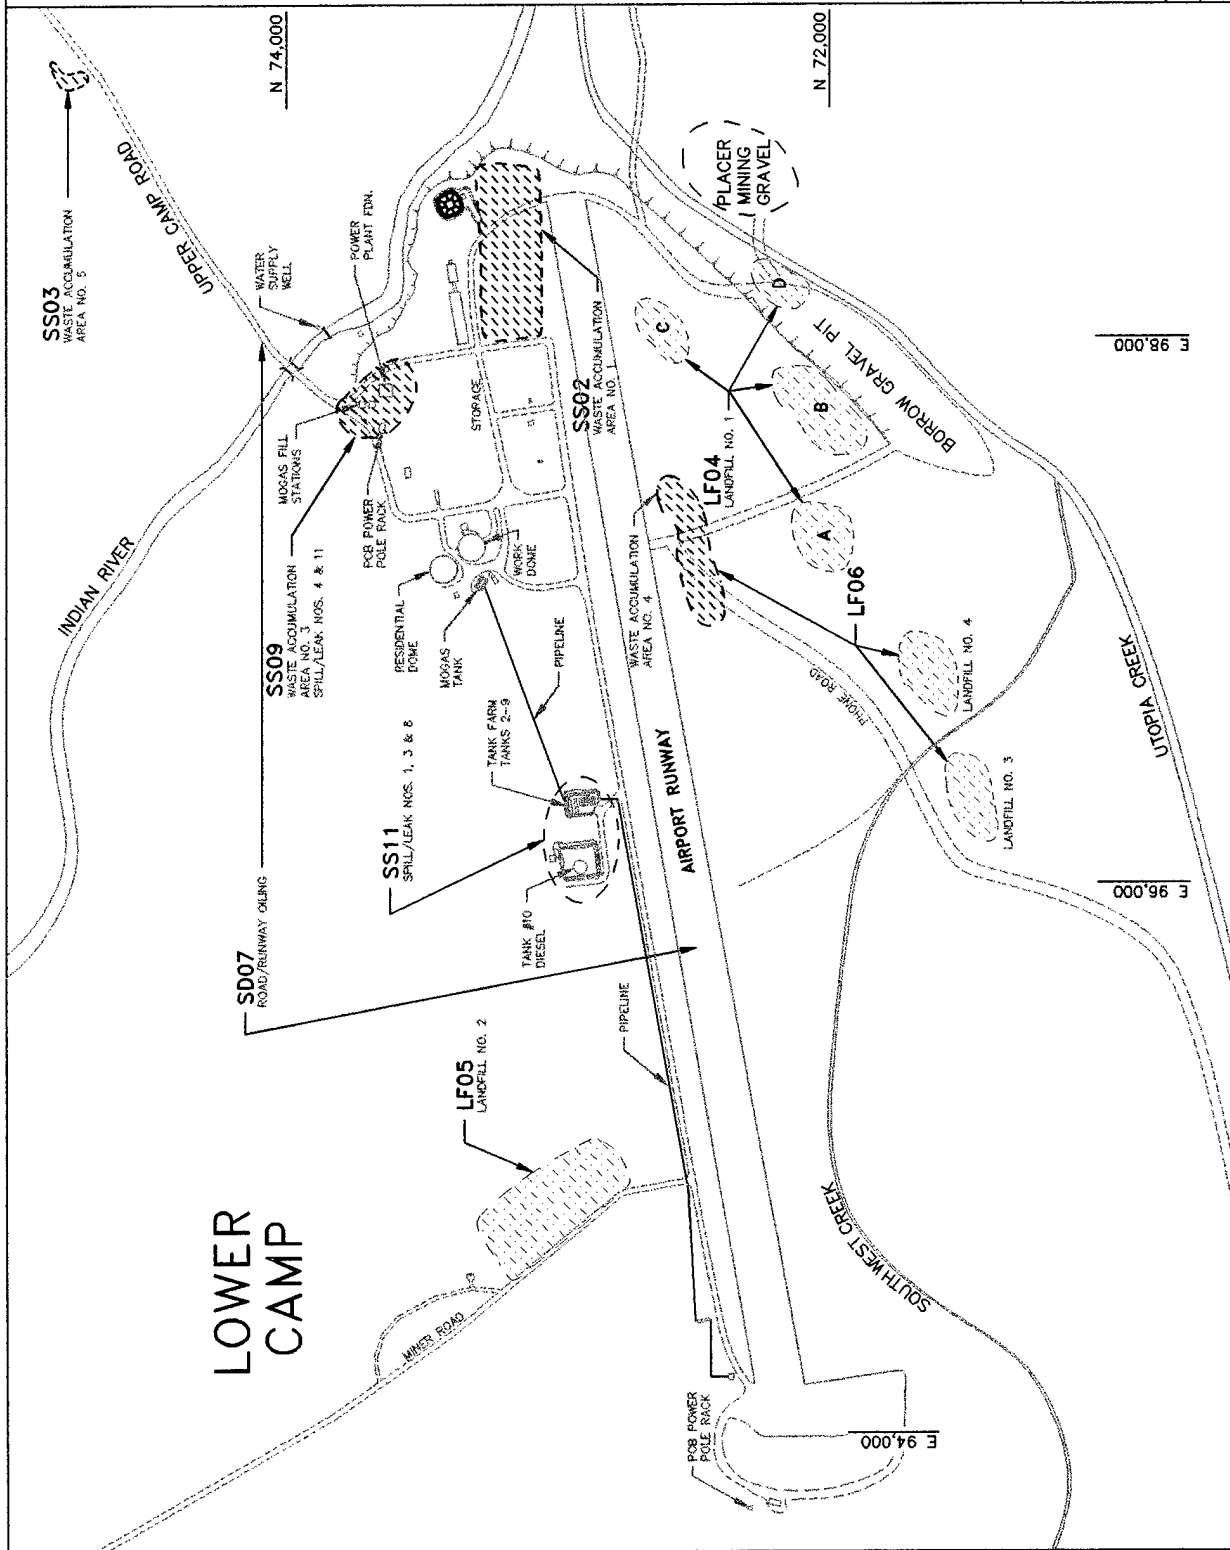 LOWER
CAMP
SS03
WASTE ACCUMULATION
AREA NO. 5
N 74,000
N 72,000
UPPER CAMP ROAD
WATER
SUPPLY
WELL
POWER
PLANT FDN.
PLACER
MINING
GRAVEL
INDIAN RIVER
MOGAS FILL
STATIONS
SS09
WASTE ACCUMULATION
AREA NO. 3
SPILL/LEAK NOS. 4 & 11
PCB POWER
POLE RACK
STORAGE
SS02
WASTE ACCUMULATION
AREA NO. 1
C
D
B
A
BORROW GRAVEL PIT
E 98,000
LF04
LANDFILL NO. 1
RESIDENTIAL
DOME
WORK
DOME
MOGAS
TANK
PIPELINE
WASTE ACCUMULATION
AREA NO. 4
LF06
LANDFILL NO. 4
LANDFILL NO. 3
PHONE ROAD
UTOPIA CREEK
SS11
SPILL/LEAK NOS. 1, 3 & 8
TANK FARM
TANKS 2-9
TANK #10
DIESEL
AIRPORT RUNWAY
E 96,000
SD07
ROAD/RUNWAY OILING
LF05
LANDFILL NO. 2
PIPELINE
MINER ROAD
SOUTHWEST CREEK
PCB POWER
POLE RACK
E 94,000